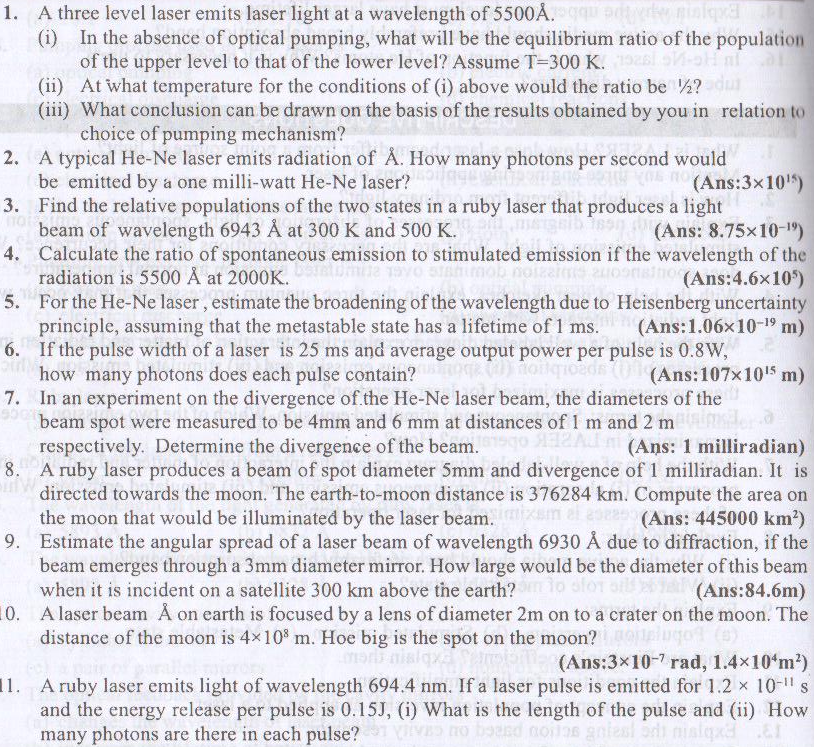 1. A three level laser emits laser light at a wavelength of 5500Å.
(i) In the absence of optical pumping, what will be the equilibrium ratio of the population
of the upper level to that of the lower level? Assume T=300 K.
(ii) At what temperature for the conditions of (i) above would the ratio be ½?
(iii) What conclusion can be drawn on the basis of the results obtained by you in relation to
choice of pumping mechanism?
2. A typical He-Ne laser emits radiation of Å. How many photons per second would
be emitted by a one milli-watt He-Ne laser? (Ans:3×10¹⁵)
3. Find the relative populations of the two states in a ruby laser that produces a light
beam of wavelength 6943 Å at 300 K and 500 K. (Ans: 8.75×10⁻¹⁹)
4. Calculate the ratio of spontaneous emission to stimulated emission if the wavelength of the
radiation is 5500 Å at 2000K. (Ans:4.6×10⁵)
5. For the He-Ne laser , estimate the broadening of the wavelength due to Heisenberg uncertainty
principle, assuming that the metastable state has a lifetime of 1 ms. (Ans:1.06×10⁻¹⁹ m)
6. If the pulse width of a laser is 25 ms and average output power per pulse is 0.8W,
how many photons does each pulse contain? (Ans:107×10¹⁵ m)
7. In an experiment on the divergence of the He-Ne laser beam, the diameters of the
beam spot were measured to be 4mm and 6 mm at distances of 1 m and 2 m
respectively. Determine the divergence of the beam. (Ans: 1 milliradian)
8. A ruby laser produces a beam of spot diameter 5mm and divergence of 1 milliradian. It is
directed towards the moon. The earth-to-moon distance is 376284 km. Compute the area on
the moon that would be illuminated by the laser beam. (Ans: 445000 km²)
9. Estimate the angular spread of a laser beam of wavelength 6930 Å due to diffraction, if the
beam emerges through a 3mm diameter mirror. How large would be the diameter of this beam
when it is incident on a satellite 300 km above the earth? (Ans:84.6m)
10. A laser beam Å on earth is focused by a lens of diameter 2m on to a crater on the moon. The
distance of the moon is 4×10⁸ m. Hoe big is the spot on the moon?
(Ans:3×10⁻⁷ rad, 1.4×10⁴m²)
11. A ruby laser emits light of wavelength 694.4 nm. If a laser pulse is emitted for 1.2 × 10⁻¹¹ s
and the energy release per pulse is 0.15J, (i) What is the length of the pulse and (ii) How
many photons are there in each pulse?